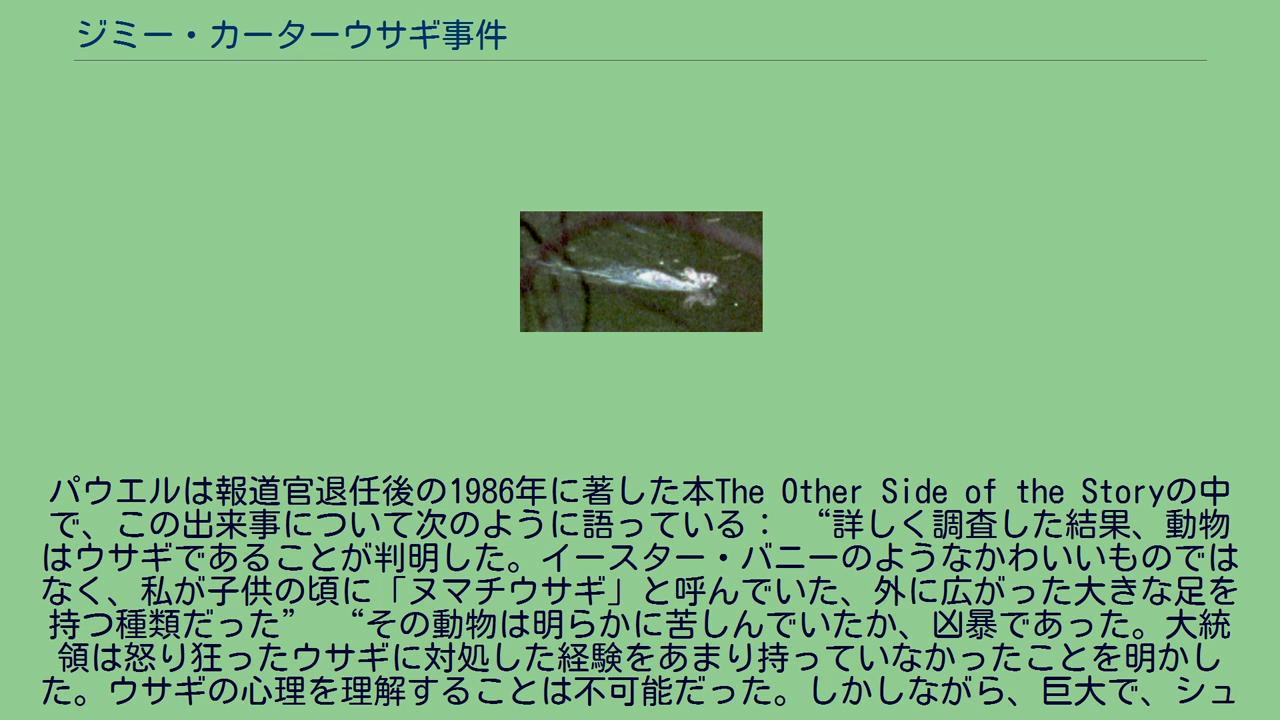 ジミー・カーターウサギ事件
パウエルは報道官退任後の1986年に著した本The Other Side of the Storyの中
で、この出来事について次のように語っている： “詳しく調査した結果、動物
はウサギであることが判明した。イースター・バニーのようなかわいいものでは
なく、私が子供の頃に「ヌマチウサギ」と呼んでいた、外に広がった大きな足を
持つ種類だった” “その動物は明らかに苦しんでいたか、凶暴であった。大統
領は怒り狂ったウサギに対処した経験をあまり持っていなかったことを明かし
た。ウサギの心理を理解することは不可能だった。しかしながら、巨大で、シュ